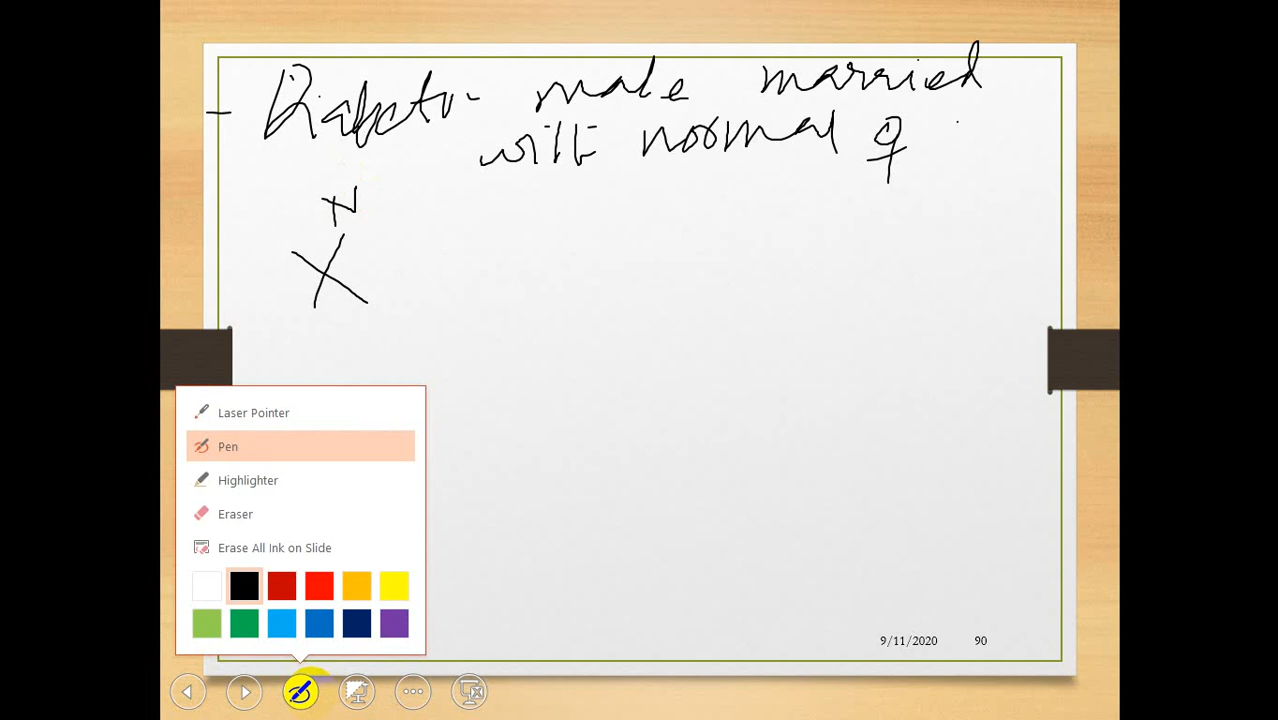 - Diabetic male married
with normal ♀
N
X
Laser Pointer
Pen
Highlighter
Eraser
Erase All Ink on Slide
9/11/2020 90